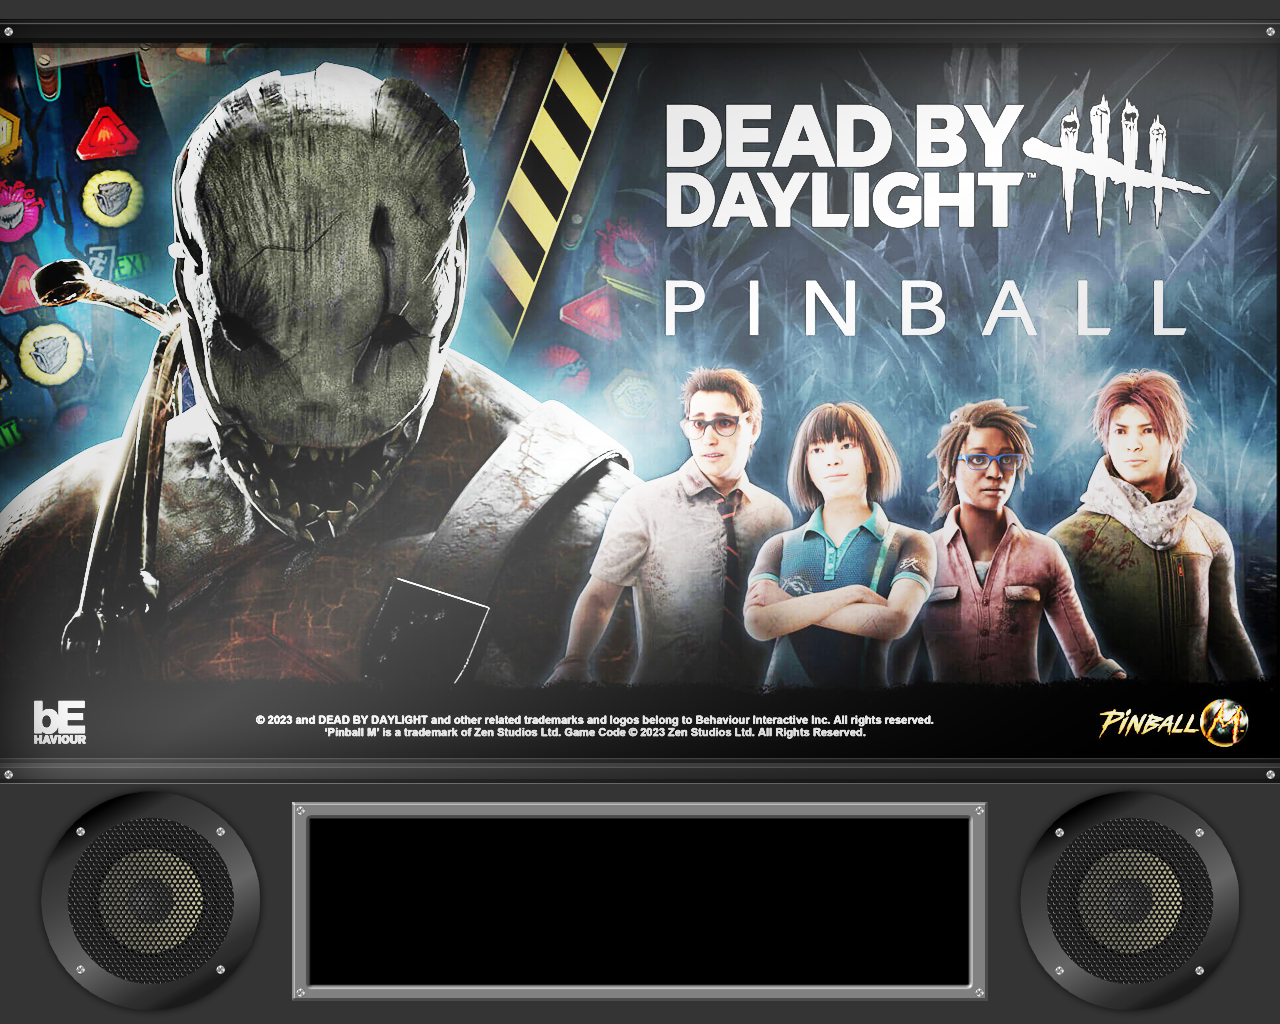 EXI
IT
DEAD BY
DAYLIGHT™
PINBALL
bE
HAVIOUR
© 2023 and DEAD BY DAYLIGHT and other related trademarks and logos belong to Behaviour Interactive Inc. All rights reserved.
'Pinball M' is a trademark of Zen Studios Ltd. Game Code © 2023 Zen Studios Ltd. All Rights Reserved.
PINBALL M